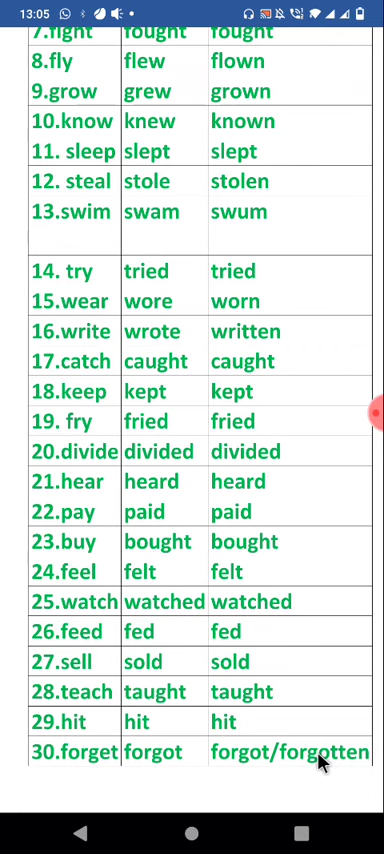 13:05
7.fight fought fought
8.fly flew flown
9.grow grew grown
10.know knew known
11. sleep slept slept
12. steal stole stolen
13.swim swam swum
14. try tried tried
15.wear wore worn
16.write wrote written
17.catch caught caught
18.keep kept kept
19. fry fried fried
20.divide divided divided
21.hear heard heard
22.pay paid paid
23.buy bought bought
24.feel felt felt
25.watch watched watched
26.feed fed fed
27.sell sold sold
28.teach taught taught
29.hit hit hit
30.forget forgot forgot/forgotten